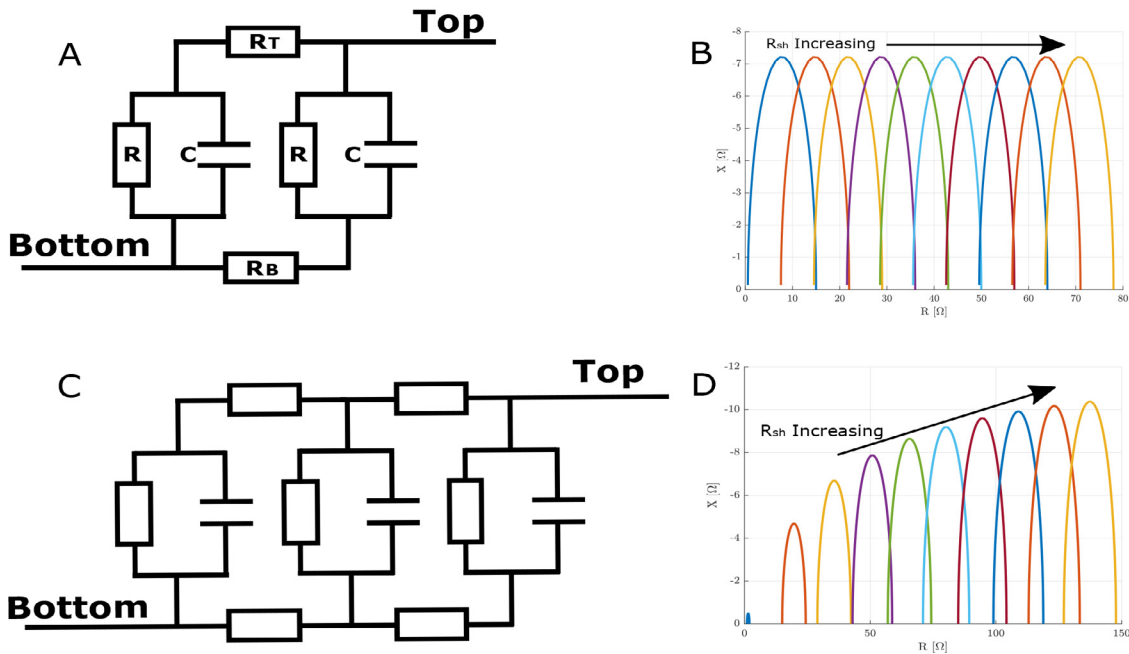 A
RT
Top
R
C
R
C
Bottom
RB
B
Rsh Increasing
-8
-7
-6
-5
-4
-3
-2
-1
0
X [Ω]
0 10 20 30 40 50 60 70 80
R [Ω]
C
Top
Bottom
D
Rsh Increasing
-12
-10
-8
-6
-4
-2
0
X [Ω]
0 50 100 150
R [Ω]